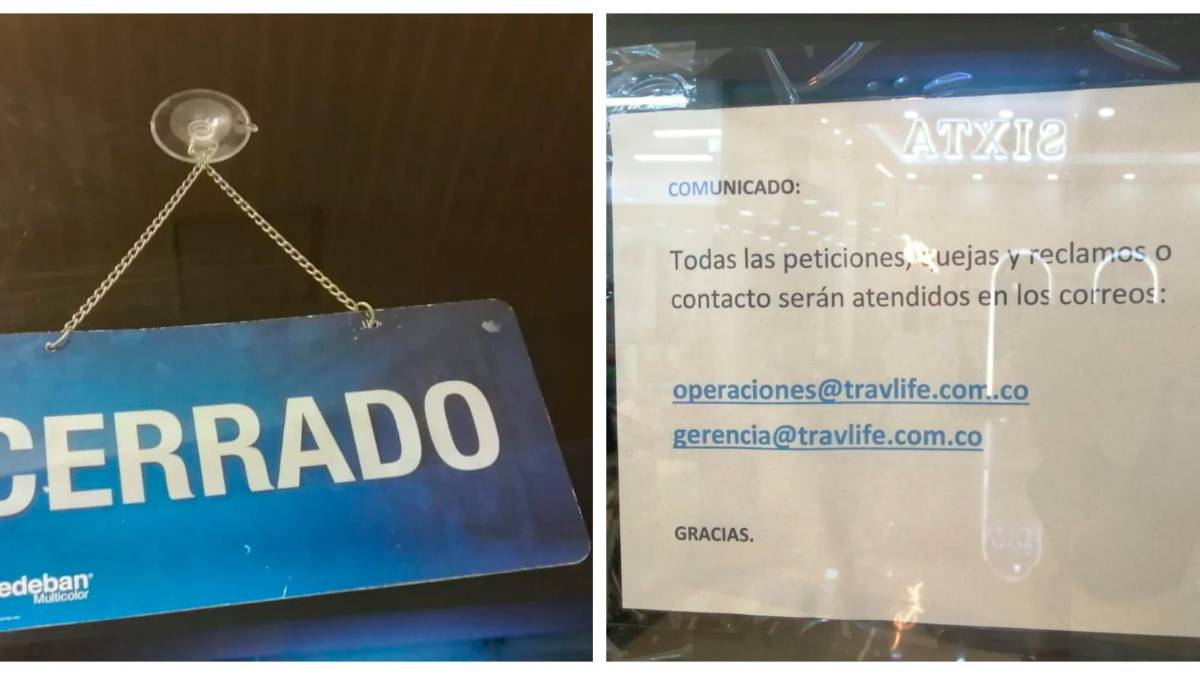 CERRADO
edeban
Multicolor
SIXTA
COMUNICADO:
Todas las peticiones, quejas y reclamos o
contacto serán atendidos en los correos:
operaciones@travlife.com.co
gerencia@travlife.com.co
GRACIAS.